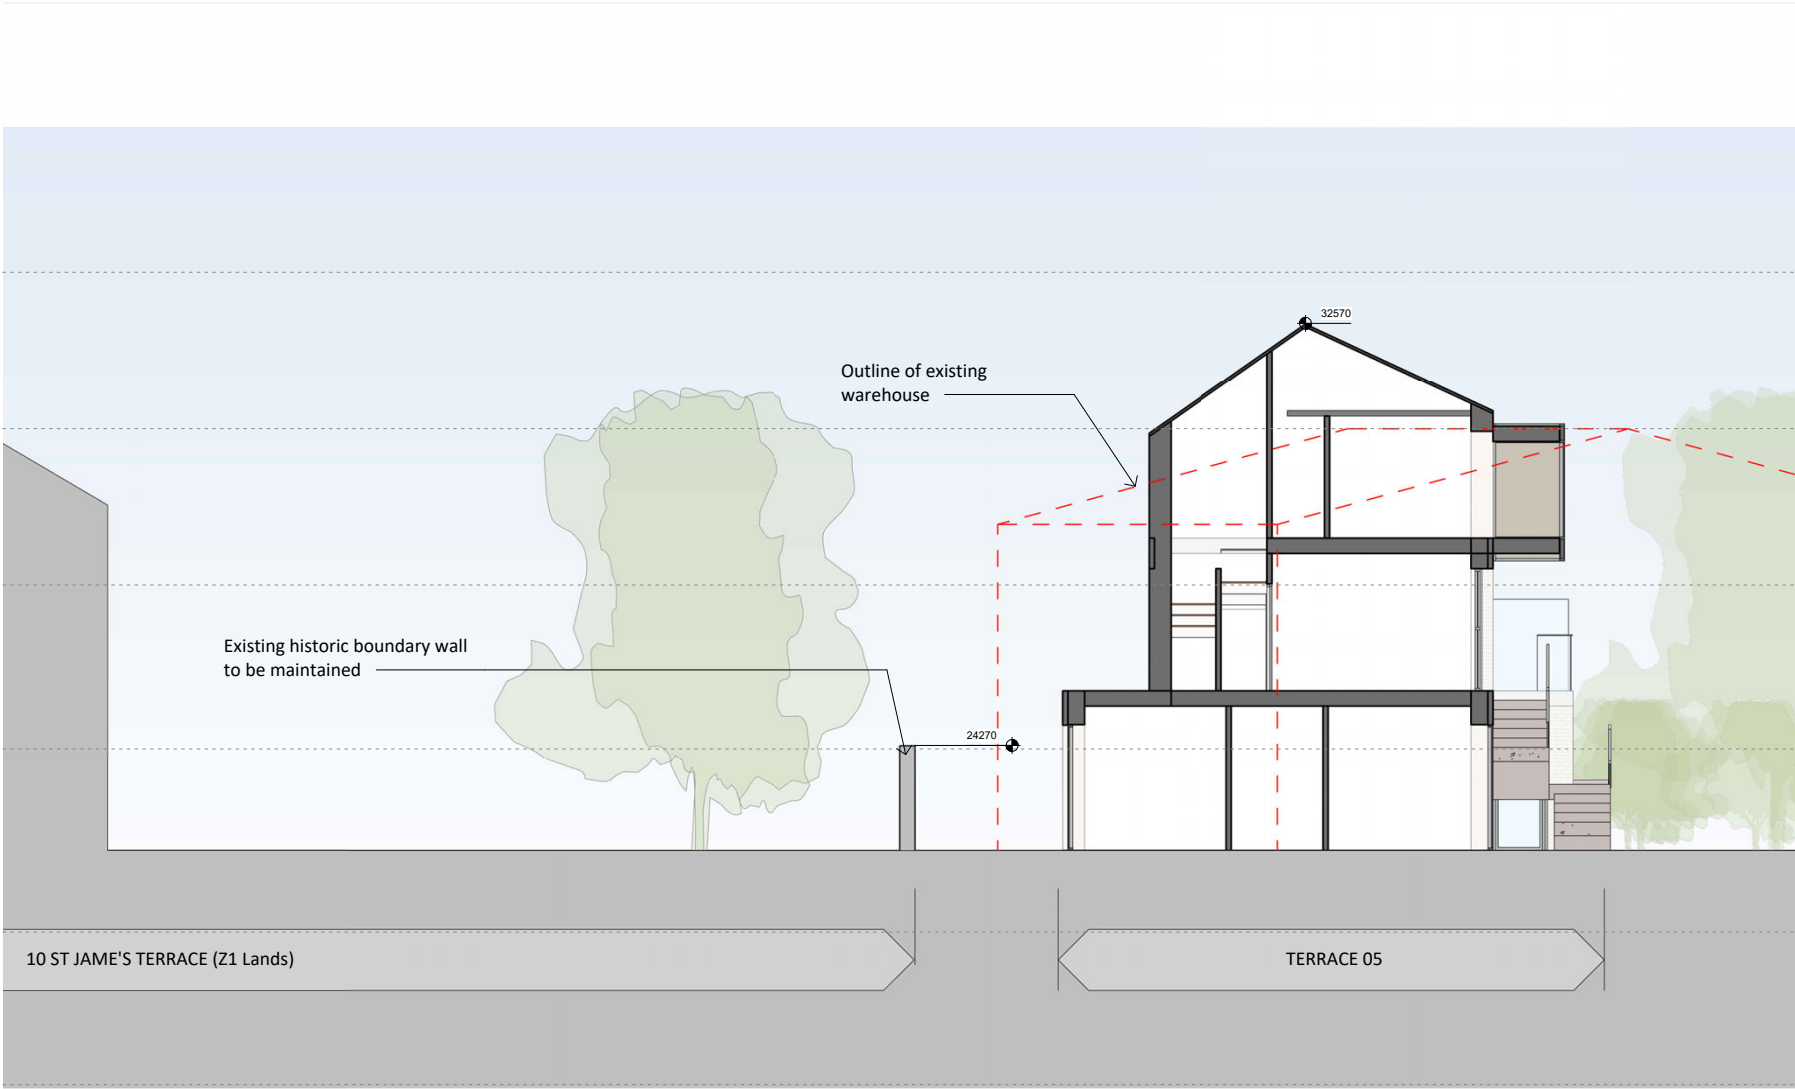 32570
Outline of existing
warehouse
Existing historic boundary wall
to be maintained
24270
10 ST JAME'S TERRACE (Z1 Lands)
TERRACE 05